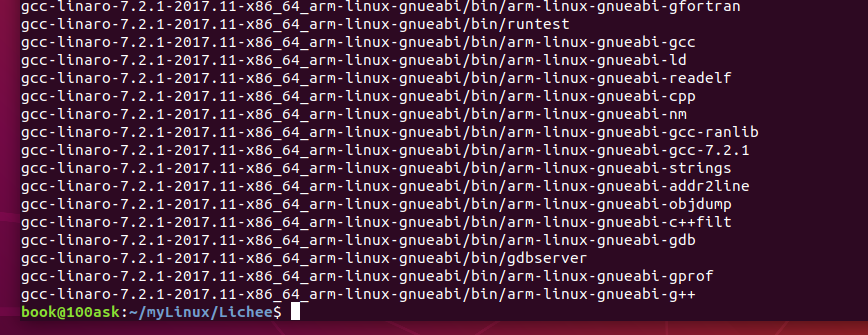 gcc-linaro-7.2.1-2017.11-x86_64_arm-linux-gnueabi/bin/arm-linux-gnueabi-gfortran
gcc-linaro-7.2.1-2017.11-x86_64_arm-linux-gnueabi/bin/runtest
gcc-linaro-7.2.1-2017.11-x86_64_arm-linux-gnueabi/bin/arm-linux-gnueabi-gcc
gcc-linaro-7.2.1-2017.11-x86_64_arm-linux-gnueabi/bin/arm-linux-gnueabi-ld
gcc-linaro-7.2.1-2017.11-x86_64_arm-linux-gnueabi/bin/arm-linux-gnueabi-readelf
gcc-linaro-7.2.1-2017.11-x86_64_arm-linux-gnueabi/bin/arm-linux-gnueabi-cpp
gcc-linaro-7.2.1-2017.11-x86_64_arm-linux-gnueabi/bin/arm-linux-gnueabi-nm
gcc-linaro-7.2.1-2017.11-x86_64_arm-linux-gnueabi/bin/arm-linux-gnueabi-gcc-ranlib
gcc-linaro-7.2.1-2017.11-x86_64_arm-linux-gnueabi/bin/arm-linux-gnueabi-gcc-7.2.1
gcc-linaro-7.2.1-2017.11-x86_64_arm-linux-gnueabi/bin/arm-linux-gnueabi-strings
gcc-linaro-7.2.1-2017.11-x86_64_arm-linux-gnueabi/bin/arm-linux-gnueabi-addr2line
gcc-linaro-7.2.1-2017.11-x86_64_arm-linux-gnueabi/bin/arm-linux-gnueabi-objdump
gcc-linaro-7.2.1-2017.11-x86_64_arm-linux-gnueabi/bin/arm-linux-gnueabi-c++filt
gcc-linaro-7.2.1-2017.11-x86_64_arm-linux-gnueabi/bin/arm-linux-gnueabi-gdb
gcc-linaro-7.2.1-2017.11-x86_64_arm-linux-gnueabi/bin/gdbserver
gcc-linaro-7.2.1-2017.11-x86_64_arm-linux-gnueabi/bin/arm-linux-gnueabi-gprof
gcc-linaro-7.2.1-2017.11-x86_64_arm-linux-gnueabi/bin/arm-linux-gnueabi-g++
book@100ask:~/myLinux/Lichee$